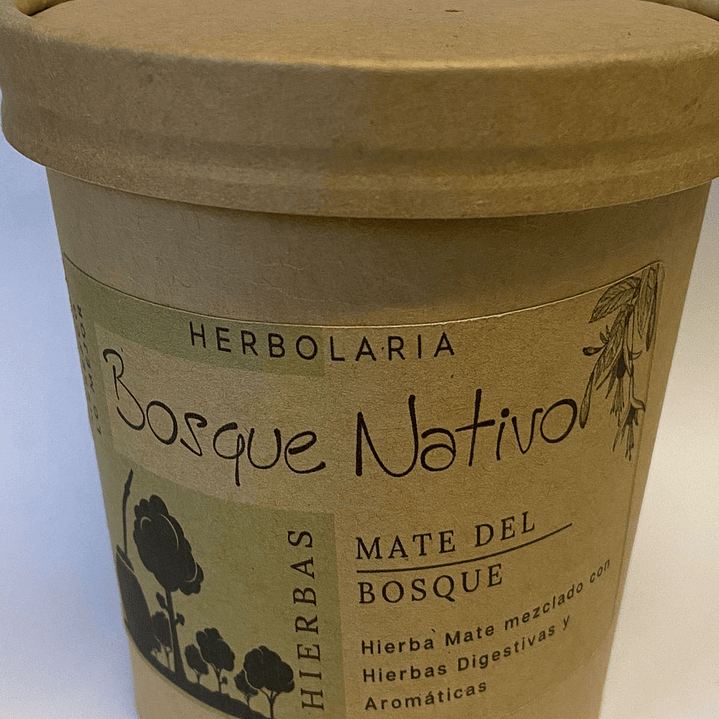 HERBOLARIA
Bosque Nativo
HIERBAS
MATE DEL
BOSQUE
Hierba Mate mezclado con
Hierbas Digestivas y
Aromáticas